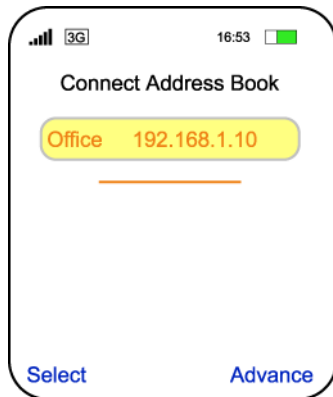 3G 16:53
Connect Address Book
Office 192.168.1.10
Select Advance